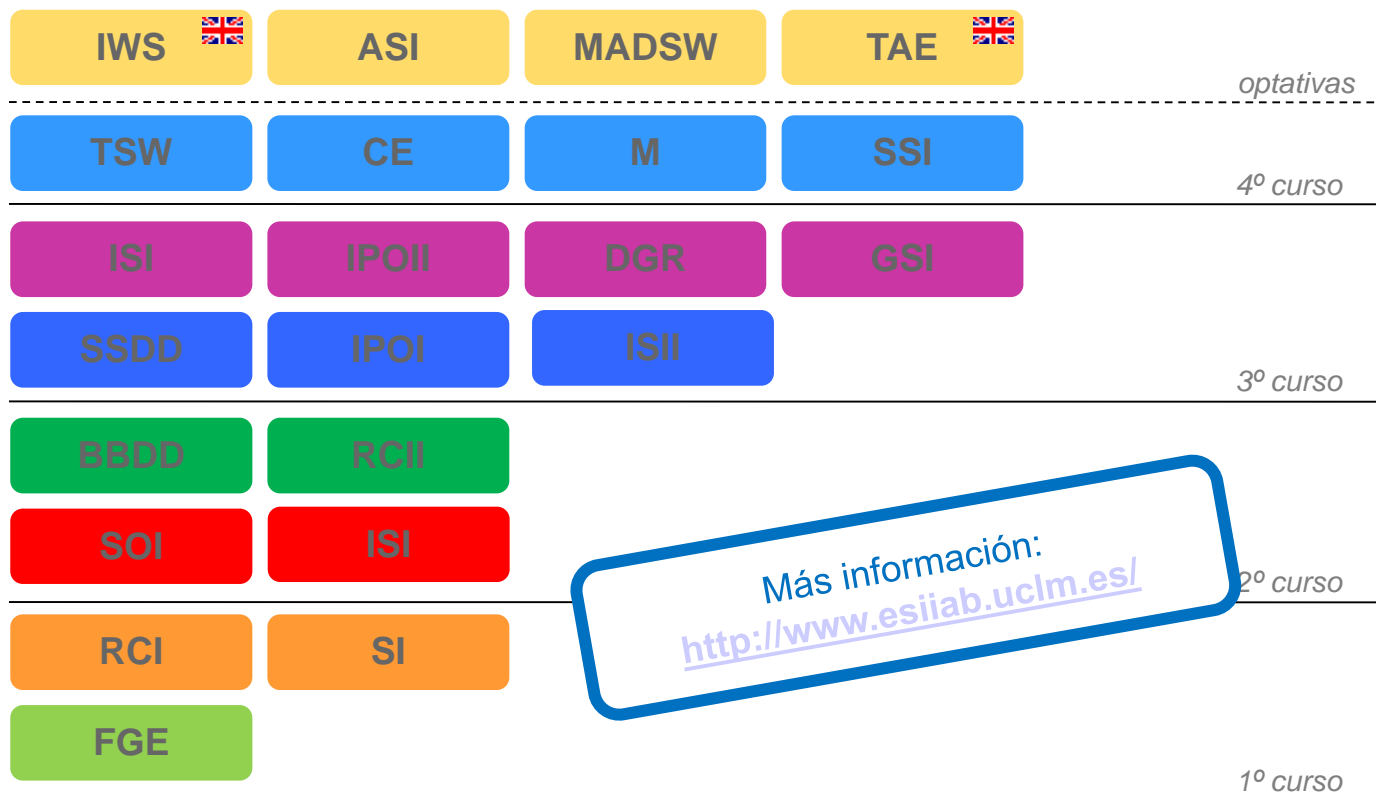 IWS ASI MADSW TAE
optativas
TSW CE M SSI
4º curso
ISI IPOII DGR GSI
SSDD IPOI ISII
3º curso
BBDD RCII
SOI ISI
2º curso
Más información:
http://www.esiiab.uclm.es/
RCI SI
FGE
1º curso